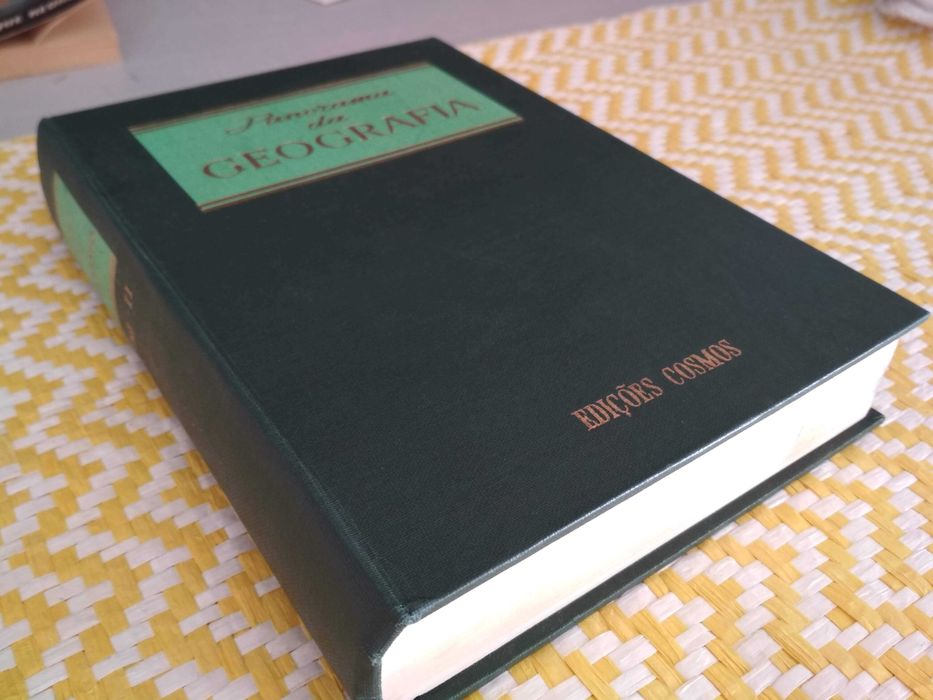 Panorama
da
GEOGRAFIA
EDIÇÕES COSMOS